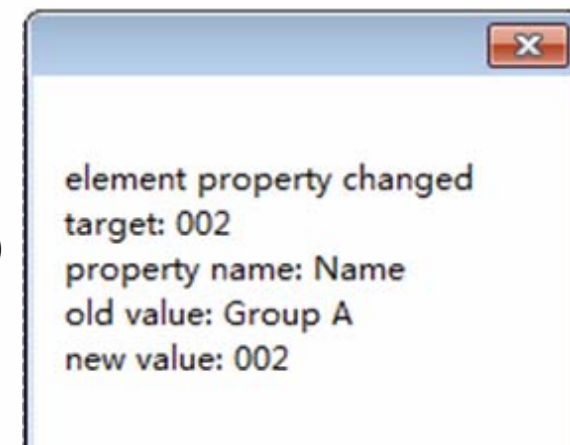 element property changed
target: 002
property name: Name
old value: Group A
new value: 002